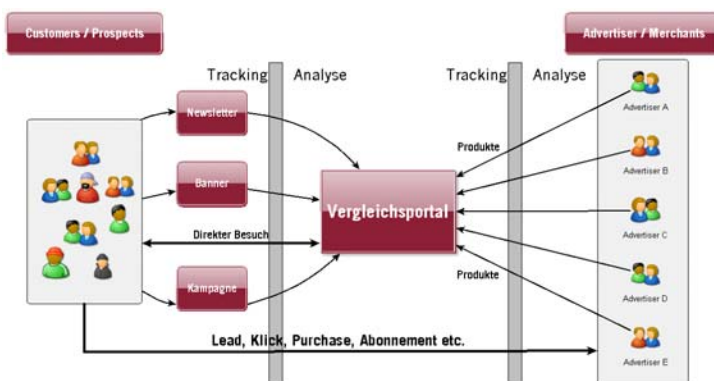 Customers / Prospects
Advertiser / Merchants
Tracking
Analyse
Tracking
Analyse
Newsletter
Banner
Direkter Besuch
Kampagne
Vergleichsportal
Produkte
Produkte
Advertiser A
Advertiser B
Advertiser C
Advertiser D
Advertiser E
Lead, Klick, Purchase, Abonnement etc.